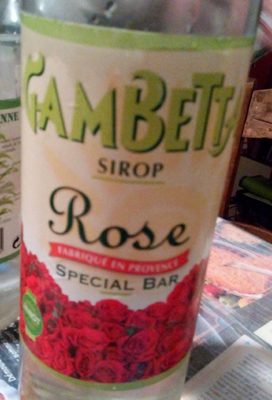 GAMBETTA
SIROP
Rose
FABRIQUÉ EN PROVENCE
SPECIAL BAR